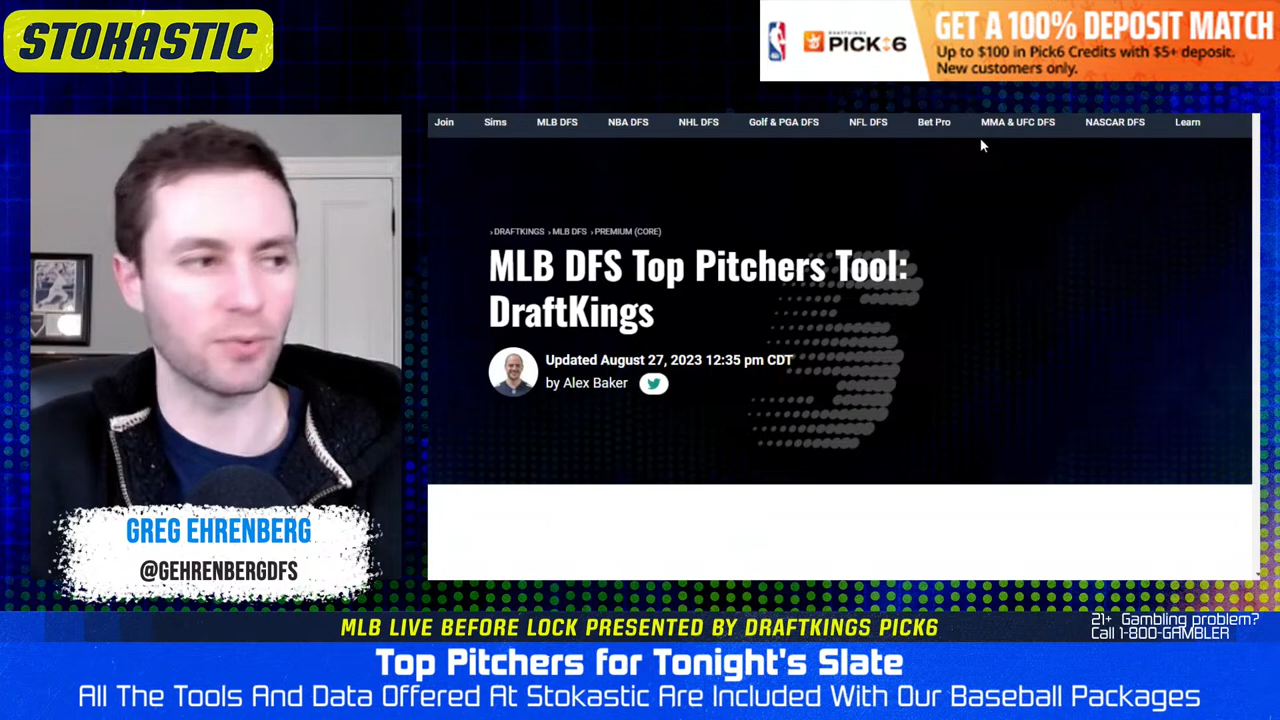 STOKASTIC
GET A 100% DEPOSIT MATCH
Up to $100 in Pick6 Credits with $5+ deposit.
New customers only.
DRAFTKINGS
PICK6
NBA
Join Sims MLB DFS NBA DFS NHL DFS Golf & PGA DFS NFL DFS Bet Pro MMA & UFC DFS NASCAR DFS Learn
› DRAFTKINGS › MLB DFS › PREMIUM (CORE)
MLB DFS Top Pitchers Tool:
DraftKings
Updated August 27, 2023 12:35 pm CDT
by Alex Baker
GREG EHRENBERG
@GEHRENBERGDFS
MLB LIVE BEFORE LOCK PRESENTED BY DRAFTKINGS PICK6
21+ Gambling problem?
Call 1-800-GAMBLER
Top Pitchers for Tonight's Slate
All The Tools And Data Offered At Stokastic Are Included With Our Baseball Packages